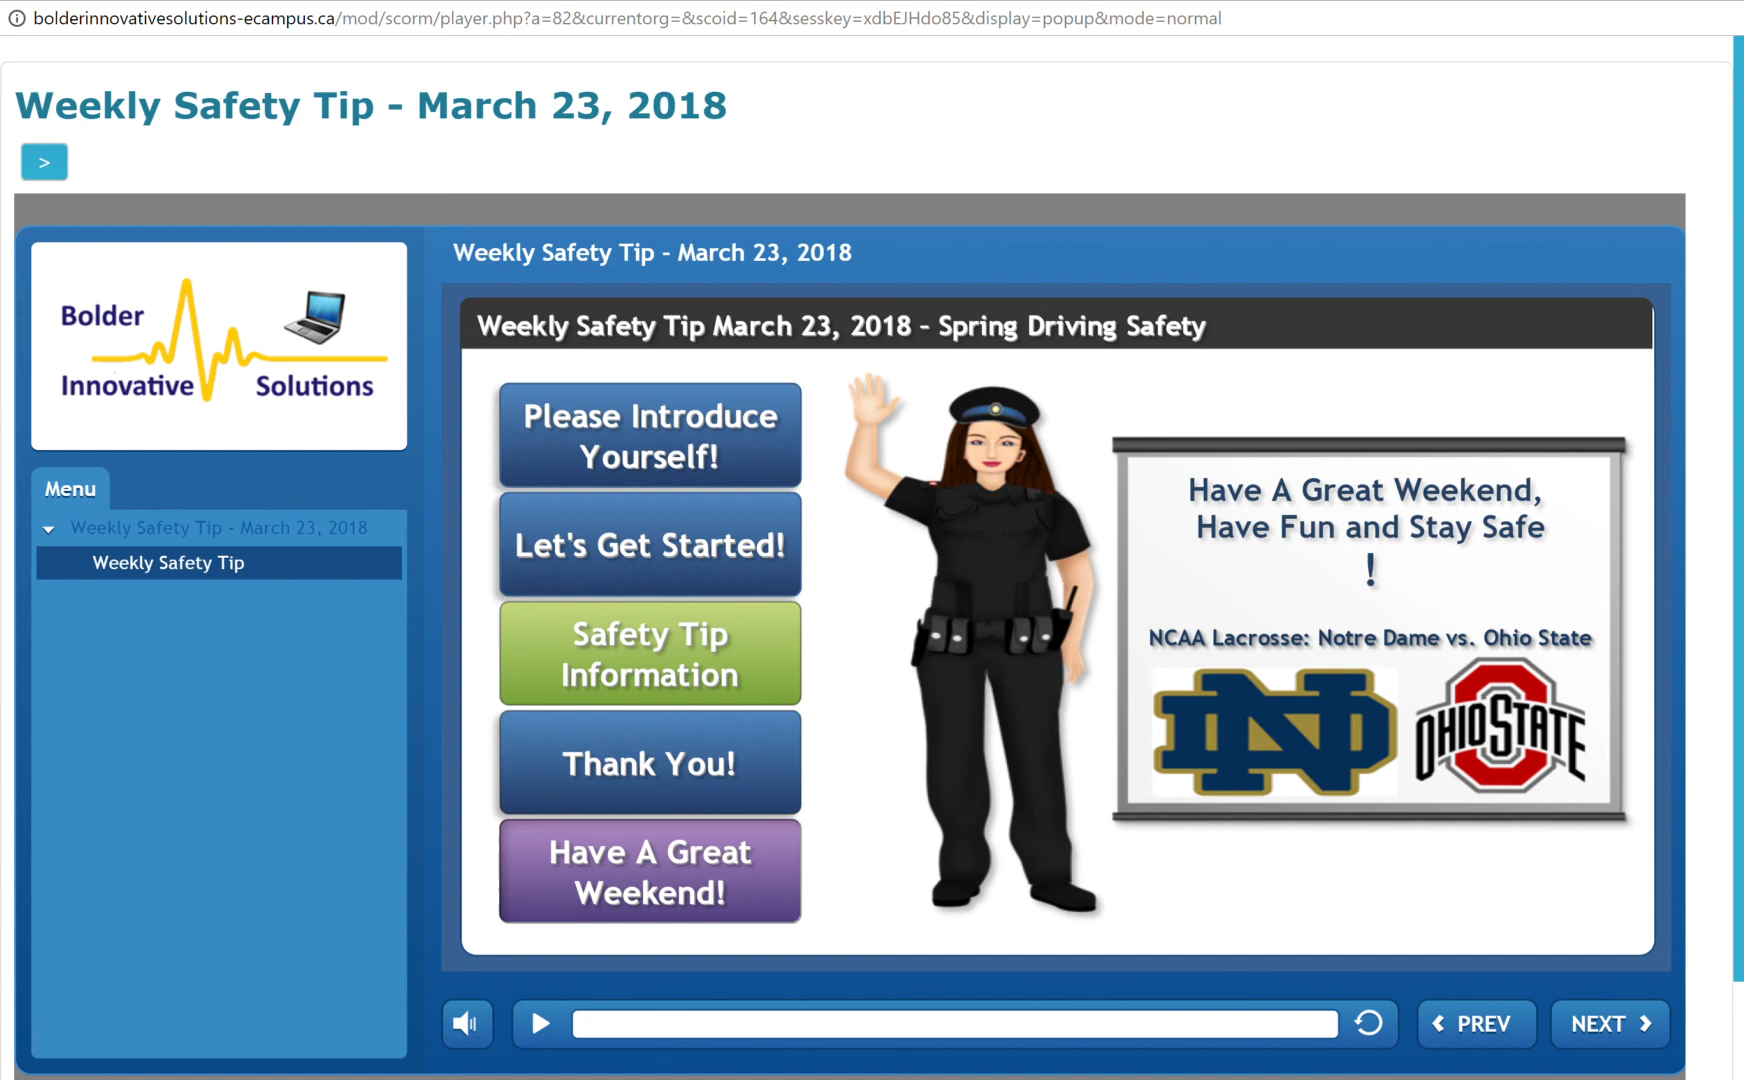 bolderinnovativesolutions-ecampus.ca/mod/scorm/player.php?a=82&currentorg=&scoid=164&sesskey=xdbEJHdo85&display=popup&mode=normal
Weekly Safety Tip - March 23, 2018
>
Bolder
Innovative Solutions
Menu
Weekly Safety Tip - March 23, 2018
Weekly Safety Tip
Weekly Safety Tip - March 23, 2018
Weekly Safety Tip March 23, 2018 - Spring Driving Safety
Please Introduce
Yourself!
Let's Get Started!
Safety Tip
Information
Thank You!
Have A Great
Weekend!
Have A Great Weekend,
Have Fun and Stay Safe
!
NCAA Lacrosse: Notre Dame vs. Ohio State
ND
OHIO STATE
PREV
NEXT